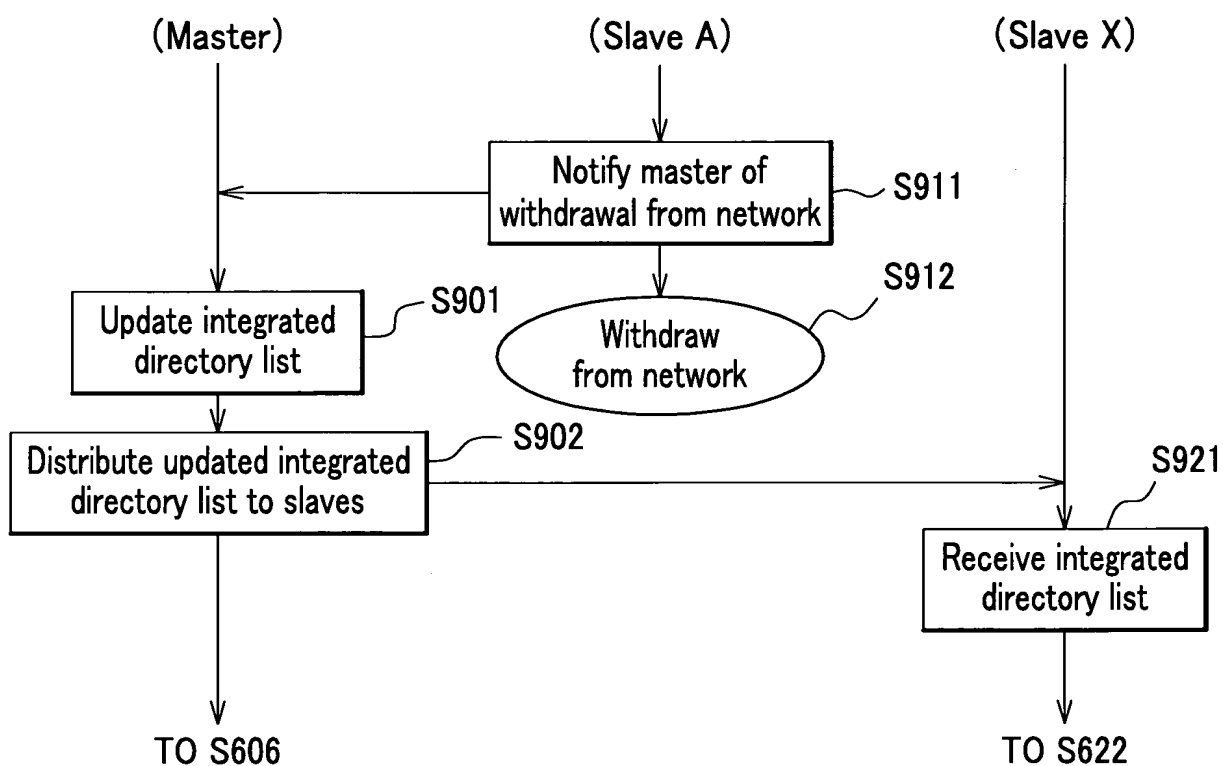 (Master)
(Slave A)
(Slave X)
Notify master of
withdrawal from network
S911
S912
Withdraw
from network
S901
Update integrated
directory list
S902
Distribute updated integrated
directory list to slaves
S921
Receive integrated
directory list
TO S606
TO S622